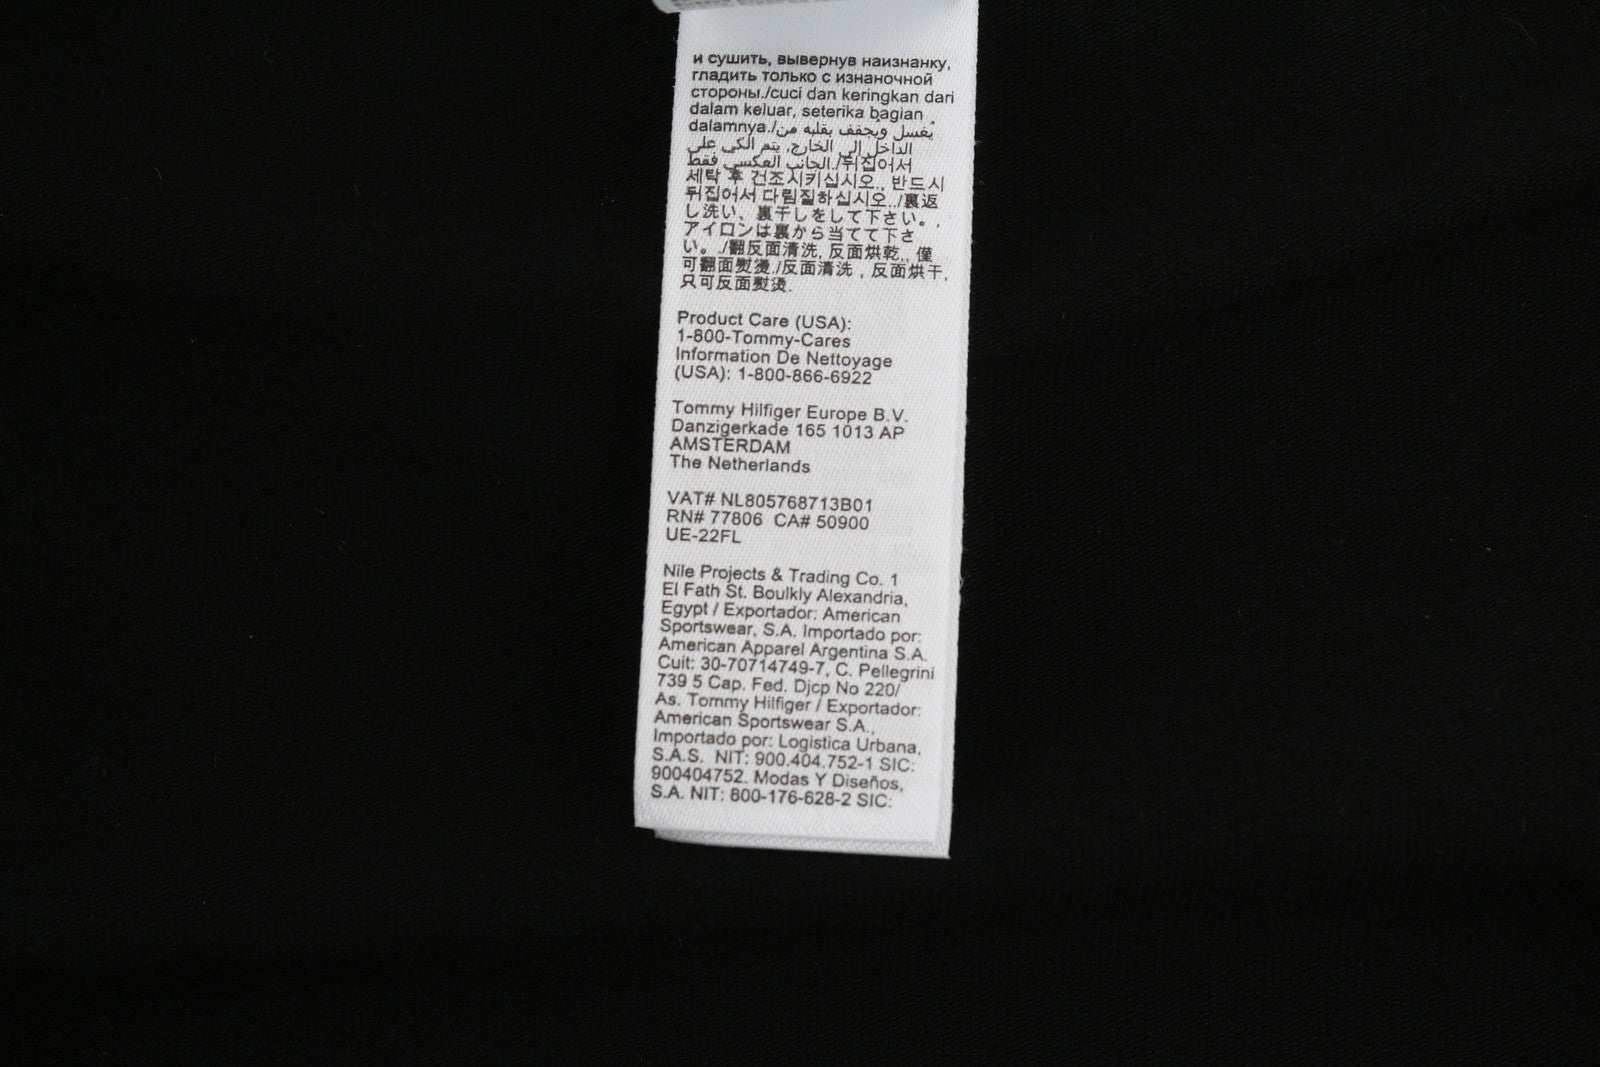 и сушить, вывернув наизнанку,
гладить только с изнаночной
стороны./cuci dan keringkan dari
dalam keluar, seterika bagian
dalamnya./يُغسل ويُجفف بقلبه من
الداخل إلى الخارج, يتم الكي على
الجانب العكسي فقط./뒤집어서
세탁 후 건조시키십시오., 반드시
뒤집어서 다림질하십시오../裏返
し洗い、裏干しをして下さい。,
アイロンは裏から当てて下さ
い。./翻反面清洗, 反面烘乾,, 僅
可翻面熨燙./反面清洗 , 反面烘干,
只可反面熨烫.
Product Care (USA):
1-800-Tommy-Cares
Information De Nettoyage
(USA): 1-800-866-6922
Tommy Hilfiger Europe B.V.
Danzigerkade 165 1013 AP
AMSTERDAM
The Netherlands
VAT# NL805768713B01
RN# 77806 CA# 50900
UE-22FL
Nile Projects & Trading Co. 1
El Fath St. Boulkly Alexandria,
Egypt / Exportador: American
Sportswear, S.A. Importado por:
American Apparel Argentina S.A.
Cuit: 30-70714749-7, C. Pellegrini
739 5 Cap. Fed. Djcp No 220/
As. Tommy Hilfiger / Exportador:
American Sportswear S.A.,
Importado por: Logistica Urbana,
S.A.S. NIT: 900.404.752-1 SIC:
900404752. Modas Y Diseños,
S.A. NIT: 800-176-628-2 SIC: